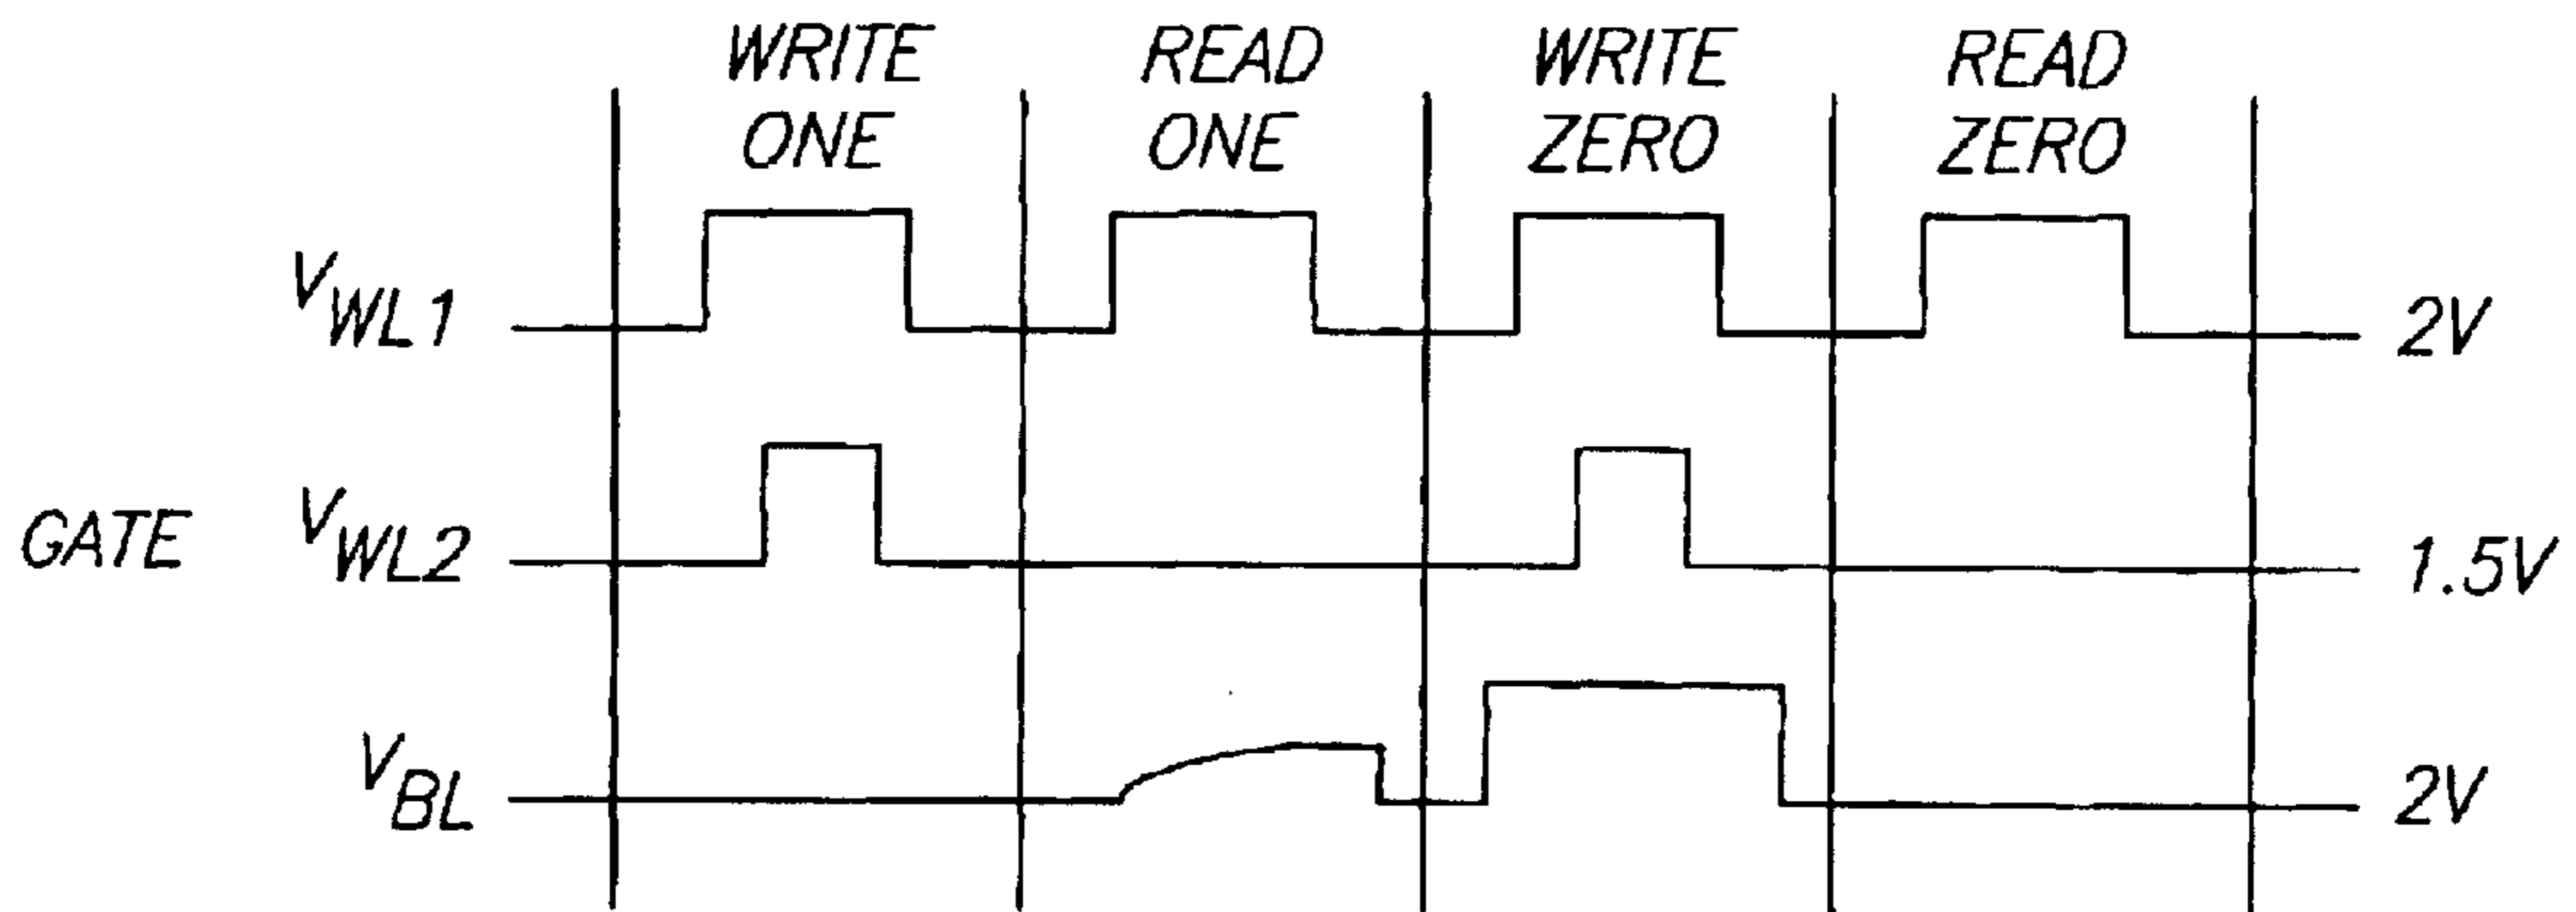 WRITE READ WRITE READ
ONE ONE ZERO ZERO
VWL1 2V
GATE VWL2 1.5V
VBL 2V